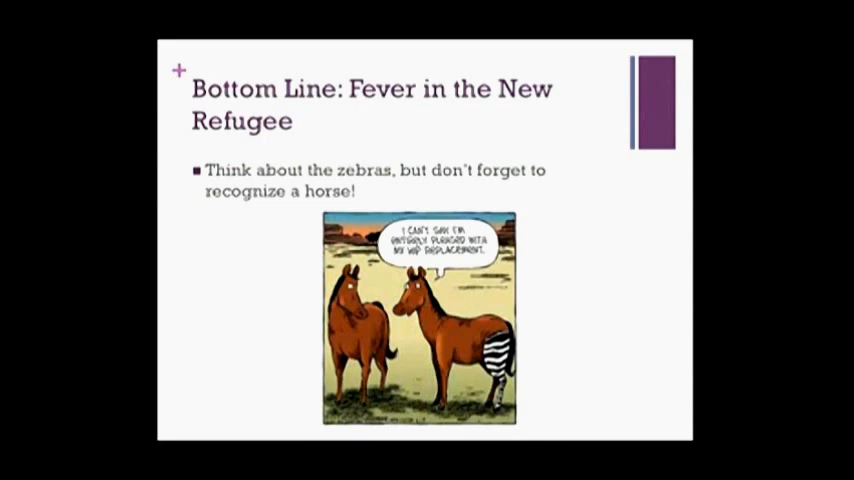 +
Bottom Line: Fever in the New
Refugee
Think about the zebras, but don't forget to
recognize a horse!
I CAN'T SAY I'M
ENTIRELY PLEASED WITH
MY HIP REPLACEMENT.